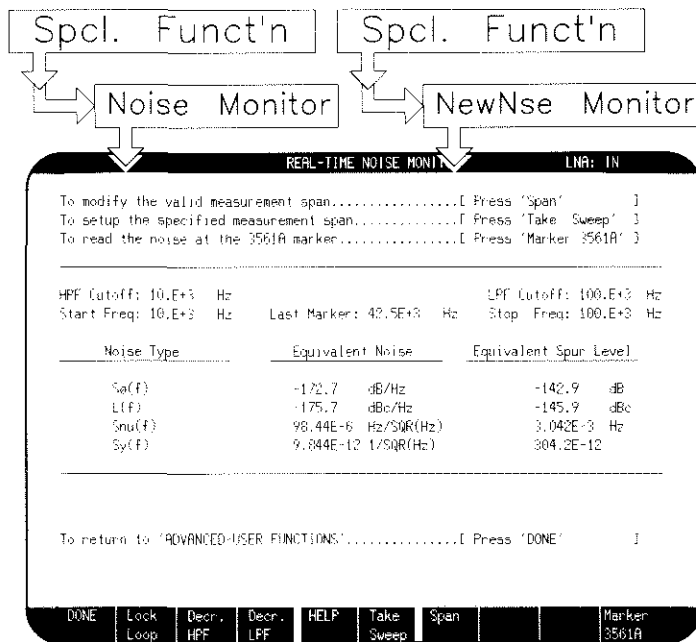 Spcl. Funct'n
Spcl. Funct'n
Noise Monitor
NewNse Monitor
REAL-TIME NOISE MONIT LNA: IN
To modify the valid measurement span.................[ Press 'Span' ]
To setup the specified measurement span..............[ Press 'Take Sweep' ]
To read the noise at the 3561A marker................[ Press 'Marker 3561A' ]
HPF Cutoff: 10.E+3 Hz LPF Cutoff: 100.E+3 Hz
Start Freq: 10.E+3 Hz Last Marker: 42.5E+3 Hz Stop Freq: 100.E+3 Hz
Noise Type Equivalent Noise Equivalent Spur Level
Sø(f) -172.7 dB/Hz -142.9 dB
L(f) -175.7 dBc/Hz -145.9 dBc
Snu(f) 98.44E-6 Hz/SQR(Hz) 3.042E-3 Hz
Sy(f) 9.844E-12 1/SQR(Hz) 304.2E-12
To return to 'ADVANCED-USER FUNCTIONS'...............[ Press 'DONE' ]
DONE Lock Decr. Decr. HELP Take Span Marker
Loop HPF LPF Sweep 3561A